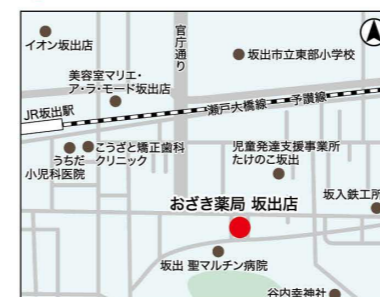 イオン坂出店
官庁通り
坂出市立東部小学校
美容室マリエ・
ア・ラ・モード坂出店
JR坂出駅
瀬戸大橋線
予讃線
こうざと矯正歯科
クリニック
うちだ
小児科医院
児童発達支援事業所
たけのこ坂出
坂入鉄工所
おざき薬局 坂出店
坂出 聖マルチン病院
谷内幸神社